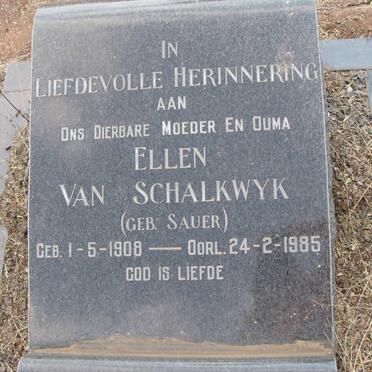 IN
LIEFDEVOLLE HERINNERING
AAN
ONS DIERBARE MOEDER EN OUMA
ELLEN
VAN SCHALKWYK
(GEB. SAUER)
GEB. 1-5-1908 — OORL. 24-2-1985
GOD IS LIEFDE